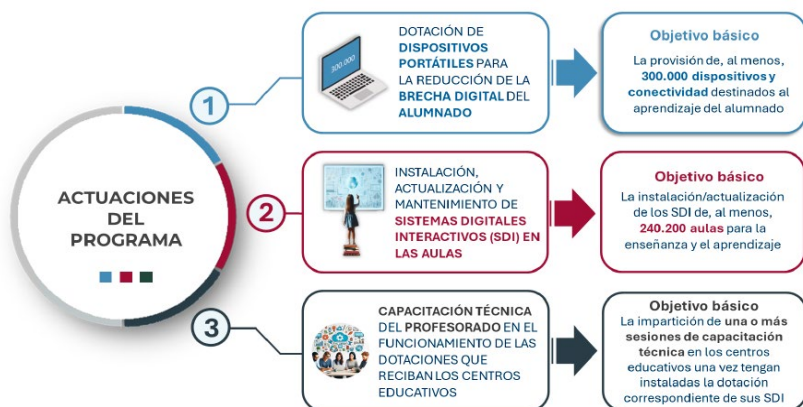 ACTUACIONES
DEL
PROGRAMA
1
300.000
DOTACIÓN DE
DISPOSITIVOS
PORTÁTILES PARA
LA REDUCCIÓN DE LA
BRECHA DIGITAL DEL
ALUMNADO
Objetivo básico
La provisión de, al menos,
300.000 dispositivos y
conectividad destinados al
aprendizaje del alumnado
2
INSTALACIÓN,
ACTUALIZACIÓN Y
MANTENIMIENTO DE
SISTEMAS DIGITALES
INTERACTIVOS (SDI) EN
LAS AULAS
Objetivo básico
La instalación/actualización
de los SDI de, al menos,
240.200 aulas para la
enseñanza y el aprendizaje
3
CAPACITACIÓN TÉCNICA
DEL PROFESORADO EN EL
FUNCIONAMIENTO DE LAS
DOTACIONES QUE
RECIBAN LOS CENTROS
EDUCATIVOS
Objetivo básico
La impartición de una o más
sesiones de capacitación
técnica en los centros
educativos una vez tengan
instaladas la dotación
correspondiente de sus SDI